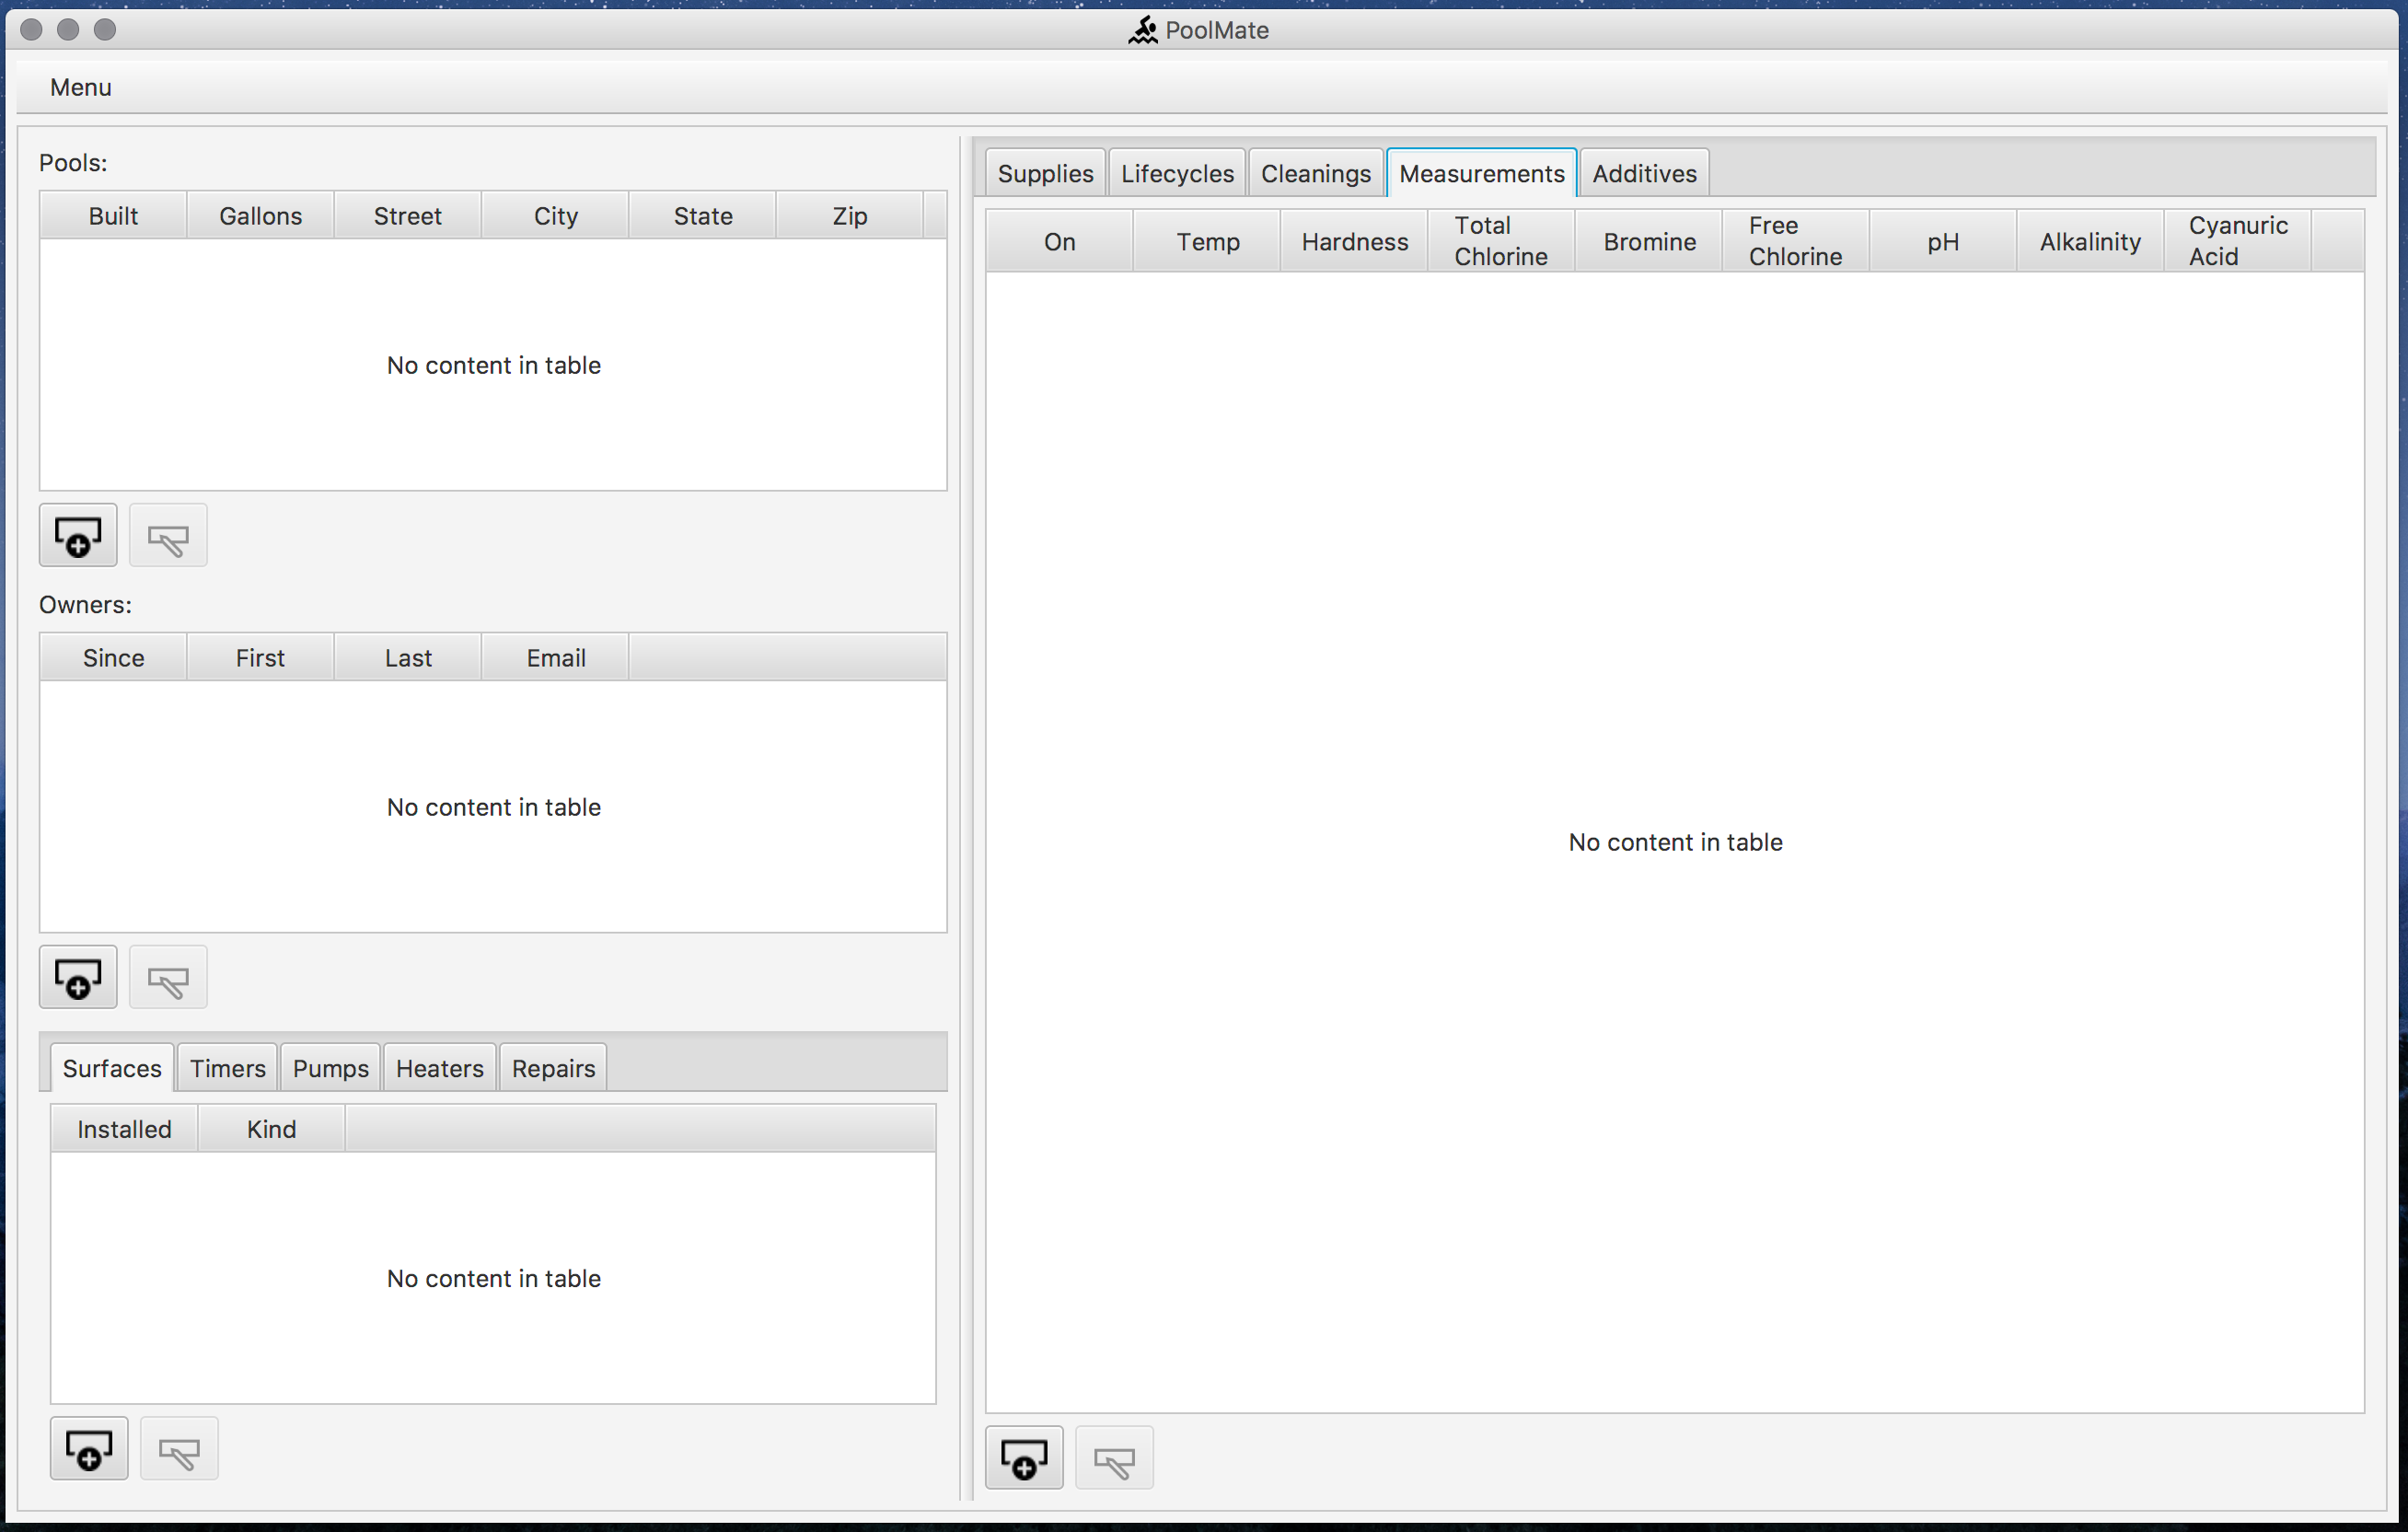 PoolMate
Menu
Pools:
Built Gallons Street City State Zip
No content in table
Owners:
Since First Last Email
No content in table
Surfaces Timers Pumps Heaters Repairs
Installed Kind
No content in table
Supplies Lifecycles Cleanings Measurements Additives
On Temp Hardness Total Chlorine Bromine Free Chlorine pH Alkalinity Cyanuric Acid
No content in table